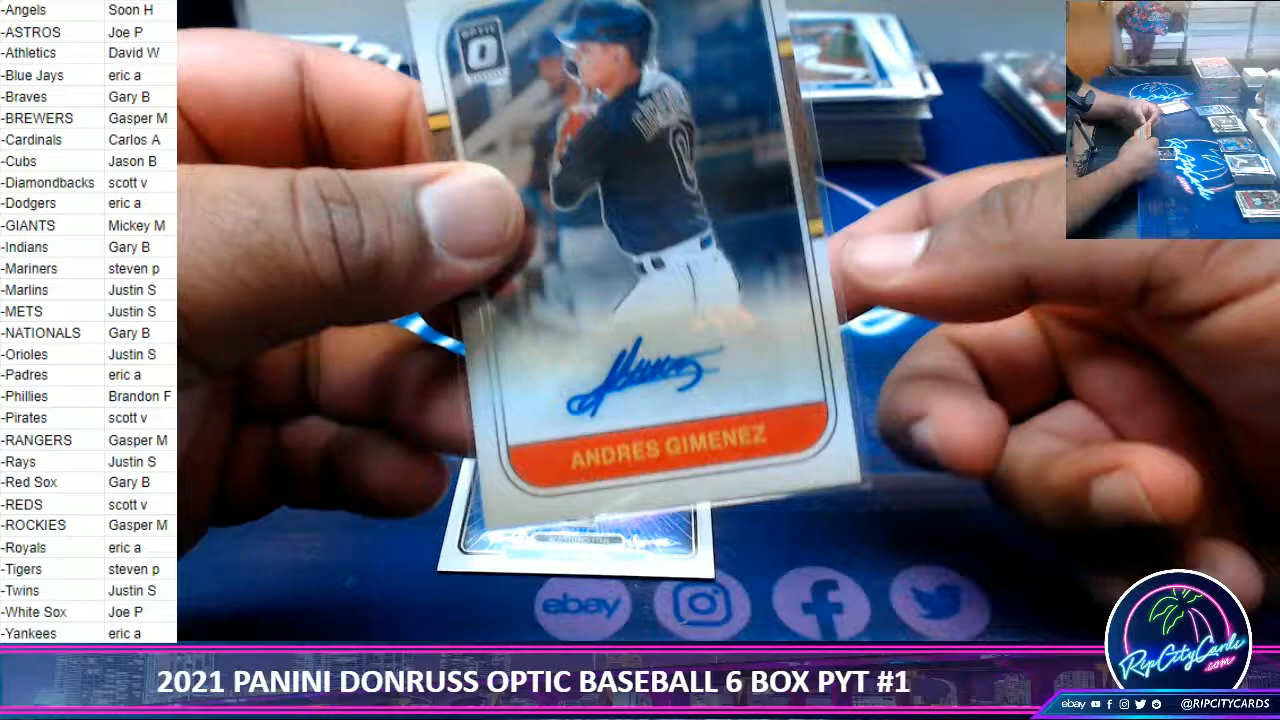 -Angels Soon H
-ASTROS Joe P
-Athletics David W
-Blue Jays eric a
-Braves Gary B
-BREWERS Gasper M
-Cardinals Carlos A
-Cubs Jason B
-Diamondbacks scott v
-Dodgers eric a
-GIANTS Mickey M
-Indians Gary B
-Mariners steven p
-Marlins Justin S
-METS Justin S
-NATIONALS Gary B
-Orioles Justin S
-Padres eric a
-Phillies Brandon F
-Pirates scott v
-RANGERS Gasper M
-Rays Justin S
-Red Sox Gary B
-REDS scott v
-ROCKIES Gasper M
-Royals eric a
-Tigers steven p
-Twins Justin S
-White Sox Joe P
-Yankees eric a
ANDRES GIMENEZ
WASHINGTON
ebay
RipCityCards
.com
2021 PANINI DONRUSS OPTIC BASEBALL 6 BOX PYT #1
ebay @RIPCITYCARDS